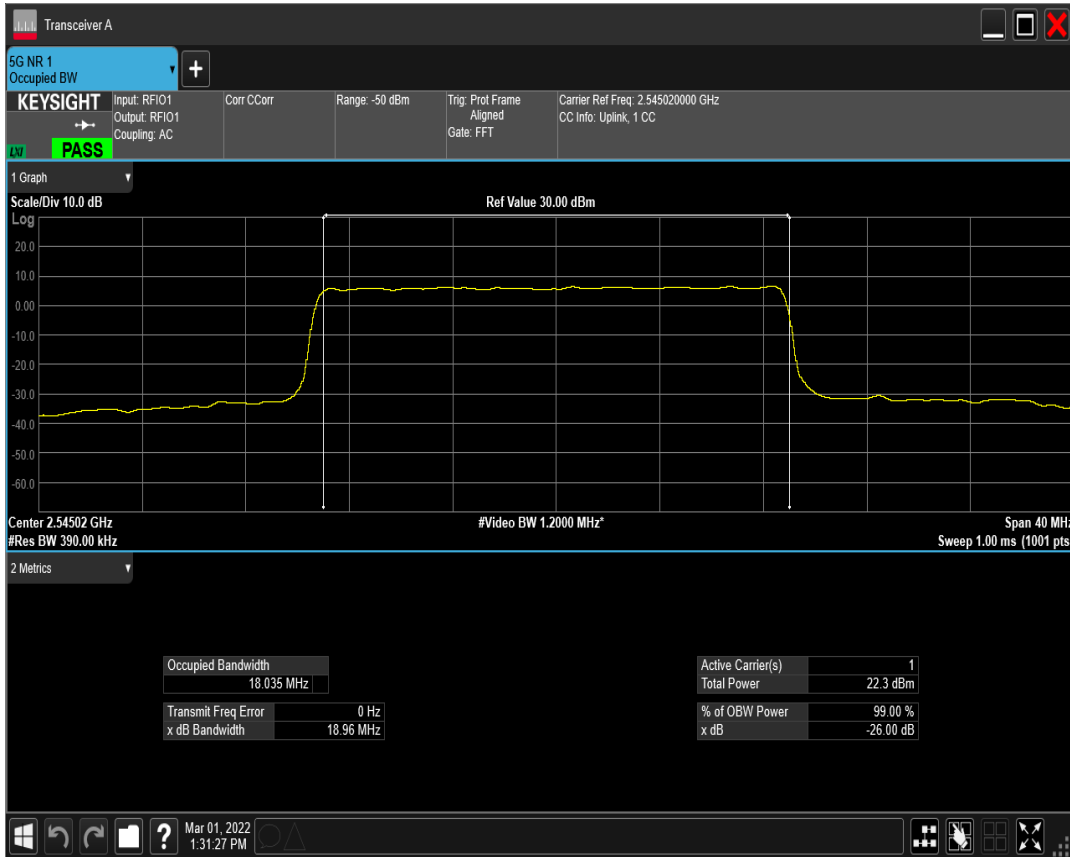 Transceiver A
5G NR 1
Occupied BW
KEYSIGHT
LXI
PASS
Input: RFIO1
Output: RFIO1
Coupling: AC
Corr CCorr
Range: -50 dBm
Trig: Prot Frame
Aligned
Gate: FFT
Carrier Ref Freq: 2.545020000 GHz
CC Info: Uplink, 1 CC
1 Graph
Scale/Div 10.0 dB
Ref Value 30.00 dBm
Log
20.0
10.0
0.00
-10.0
-20.0
-30.0
-40.0
-50.0
-60.0
Center 2.54502 GHz
#Video BW 1.2000 MHz*
Span 40 MHz
#Res BW 390.00 kHz
Sweep 1.00 ms (1001 pts
2 Metrics
Occupied Bandwidth
18.035 MHz
Transmit Freq Error 0 Hz
x dB Bandwidth 18.96 MHz
Active Carrier(s) 1
Total Power 22.3 dBm
% of OBW Power 99.00 %
x dB -26.00 dB
?
Mar 01, 2022
1:31:27 PM